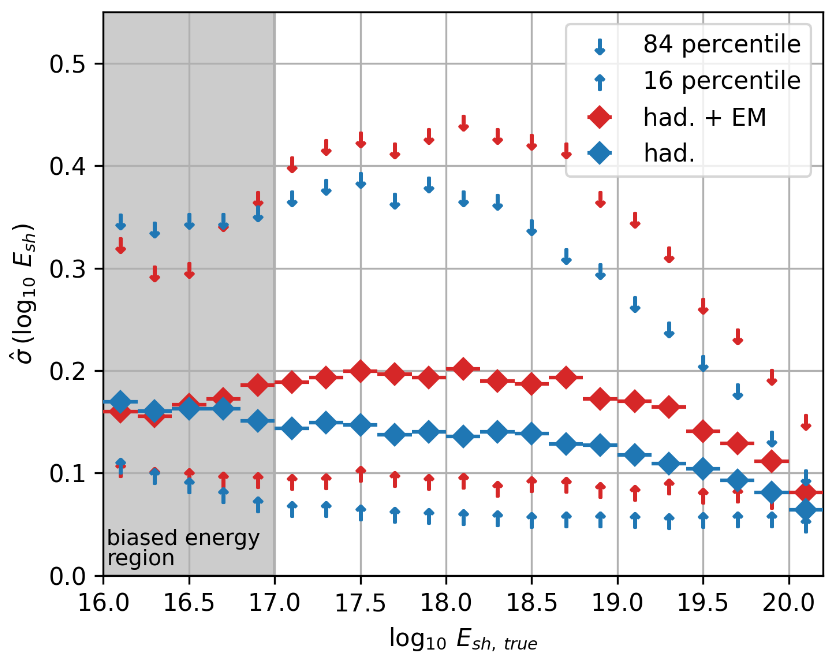 84 percentile
16 percentile
had. + EM
had.
0.5
0.4
0.3
0.2
0.1
0.0
σ̂ (log₁₀ E_sh)
biased energy
region
16.0 16.5 17.0 17.5 18.0 18.5 19.0 19.5 20.0
log₁₀ E_sh, true